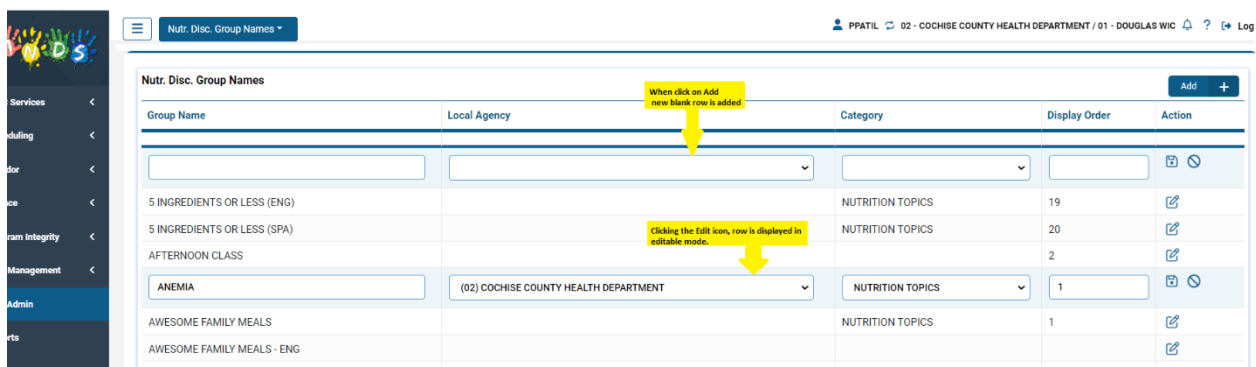 Nutr. Disc. Group Names
PPATIL 02 - COCHISE COUNTY HEALTH DEPARTMENT / 01 - DOUGLAS WIC ? Log
NDS
Services
eduling
dor
ce
ram Integrity
Management
Admin
rts
Nutr. Disc. Group Names
Add +
When click on Add
new blank row is added
Group Name Local Agency Category Display Order Action
5 INGREDIENTS OR LESS (ENG) NUTRITION TOPICS 19
5 INGREDIENTS OR LESS (SPA) NUTRITION TOPICS 20
Clicking the Edit icon, row is displayed in
editable mode.
AFTERNOON CLASS 2
ANEMIA (02) COCHISE COUNTY HEALTH DEPARTMENT NUTRITION TOPICS 1
AWESOME FAMILY MEALS NUTRITION TOPICS 1
AWESOME FAMILY MEALS - ENG